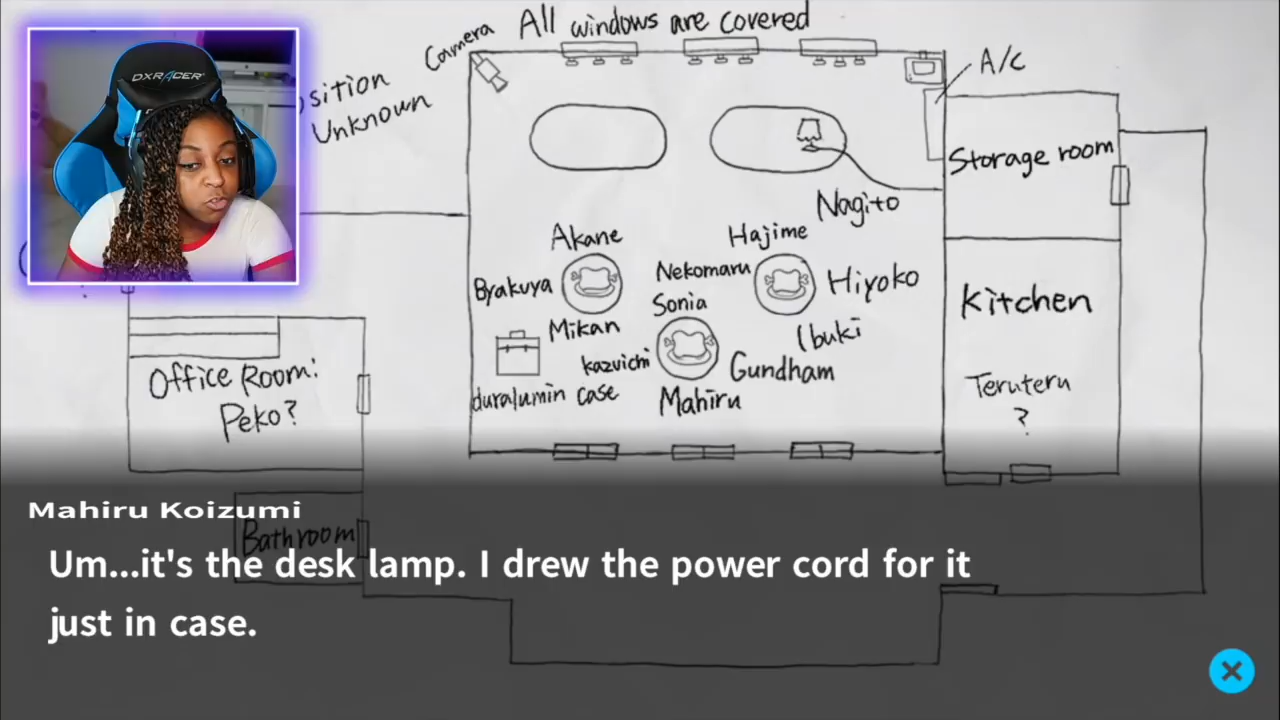 All windows are covered
Camera
A/C
DXRACER
osition
Unknown
Storage room
Nagito
Akane
Hajime
Nekomaru
Byakuya
Hiyoko
Sonia
Kitchen
Mikan
Ibuki
kazuichi
Gundham
Office Room:
Peko?
duralumin case
Mahiru
Teruteru
?
Mahiru Koizumi
Bathroom
Um...it's the desk lamp. I drew the power cord for it
just in case.